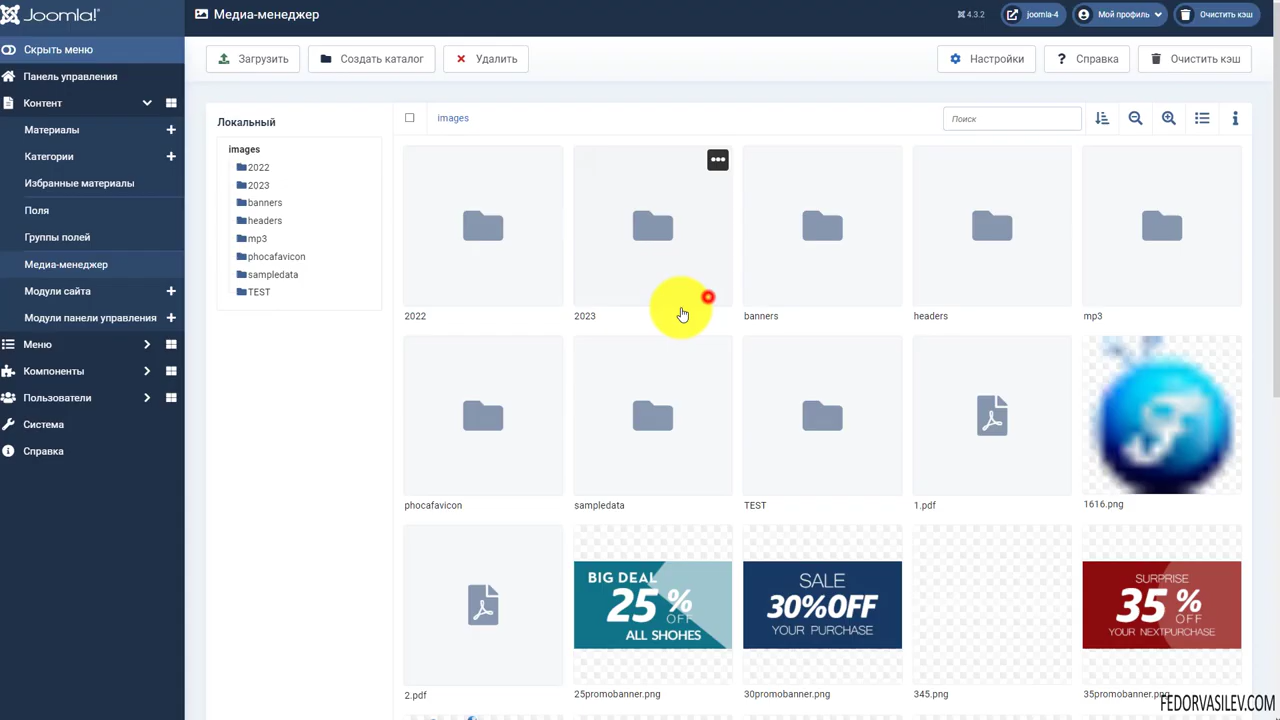 Joomla!
Медиа-менеджер
4.3.2
joomla-4
Мой профиль
Очистить кэш
Скрыть меню
Панель управления
Контент
Материалы
Категории
Избранные материалы
Поля
Группы полей
Медиа-менеджер
Модули сайта
Модули панели управления
Меню
Компоненты
Пользователи
Система
Справка
Загрузить
Создать каталог
Удалить
Настройки
? Справка
Очистить кэш
Локальный
images
2022
2023
banners
headers
mp3
phocafavicon
sampledata
TEST
images
Поиск
2022
2023
banners
headers
mp3
phocafavicon
sampledata
TEST
1.pdf
1616.png
BIG DEAL
25 % OFF
ALL SHOHES
SALE
30%OFF
YOUR PURCHASE
SURPRISE
35 % OFF
YOUR NEXTPURCHASE
2.pdf
25promobanner.png
30promobanner.png
345.png
35promobanner.png
FEDORVASILEV.COM